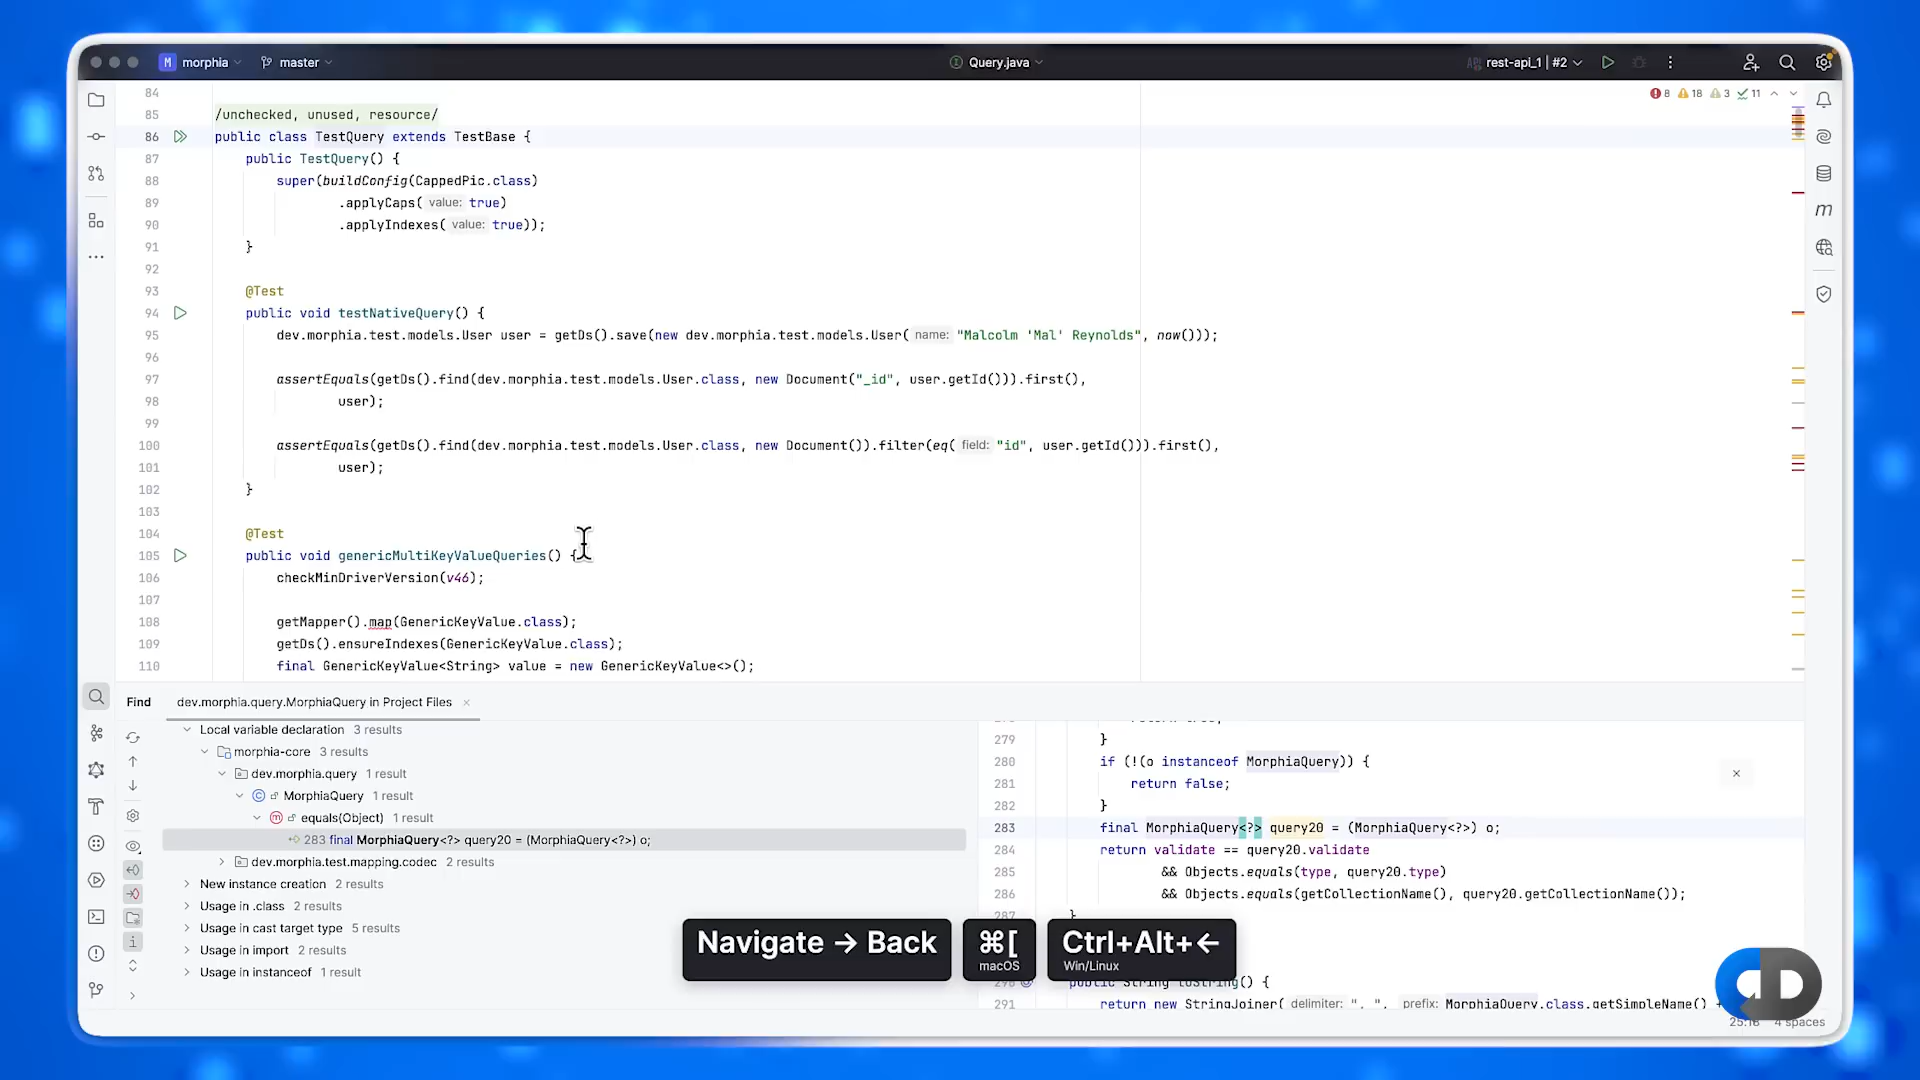 M morphia master Query.java rest-api_1 | #2
84
85 /unchecked, unused, resource/ 8 18 3 11
86 public class TestQuery extends TestBase {
87 public TestQuery() {
88 super(buildConfig(CappedPic.class)
89 .applyCaps( value: true)
90 .applyIndexes( value: true));
91 }
92
93 @Test
94 public void testNativeQuery() {
95 dev.morphia.test.models.User user = getDs().save(new dev.morphia.test.models.User( name: "Malcolm 'Mal' Reynolds", now()));
96
97 assertEquals(getDs().find(dev.morphia.test.models.User.class, new Document("_id", user.getId())).first(),
98 user);
99
100 assertEquals(getDs().find(dev.morphia.test.models.User.class, new Document()).filter(eq( field: "id", user.getId())).first(),
101 user);
102 }
103
104 @Test
105 public void genericMultiKeyValueQueries() {
106 checkMinDriverVersion(v46);
107
108 getMapper().map(GenericKeyValue.class);
109 getDs().ensureIndexes(GenericKeyValue.class);
110 final GenericKeyValue<String> value = new GenericKeyValue<>();
Find dev.morphia.query.MorphiaQuery in Project Files
Local variable declaration 3 results
morphia-core 3 results
dev.morphia.query 1 result
MorphiaQuery 1 result
equals(Object) 1 result
283 final MorphiaQuery<?> query20 = (MorphiaQuery<?>) o;
dev.morphia.test.mapping.codec 2 results
New instance creation 2 results
Usage in .class 2 results
Usage in cast target type 5 results
Usage in import 2 results
Usage in instanceof 1 result
279 }
280 if (!(o instanceof MorphiaQuery)) {
281 return false;
282 }
283 final MorphiaQuery<?> query20 = (MorphiaQuery<?>) o;
284 return validate == query20.validate
285 && Objects.equals(type, query20.type)
286 && Objects.equals(getCollectionName(), query20.getCollectionName());
287 }
public String toString() {
291 return new StringJoiner( delimiter: ", ", prefix: MorphiaQuery.class.getSimpleName() +
Navigate → Back
⌘[
macOS
Ctrl+Alt+←
Win/Linux
25:16 4 spaces